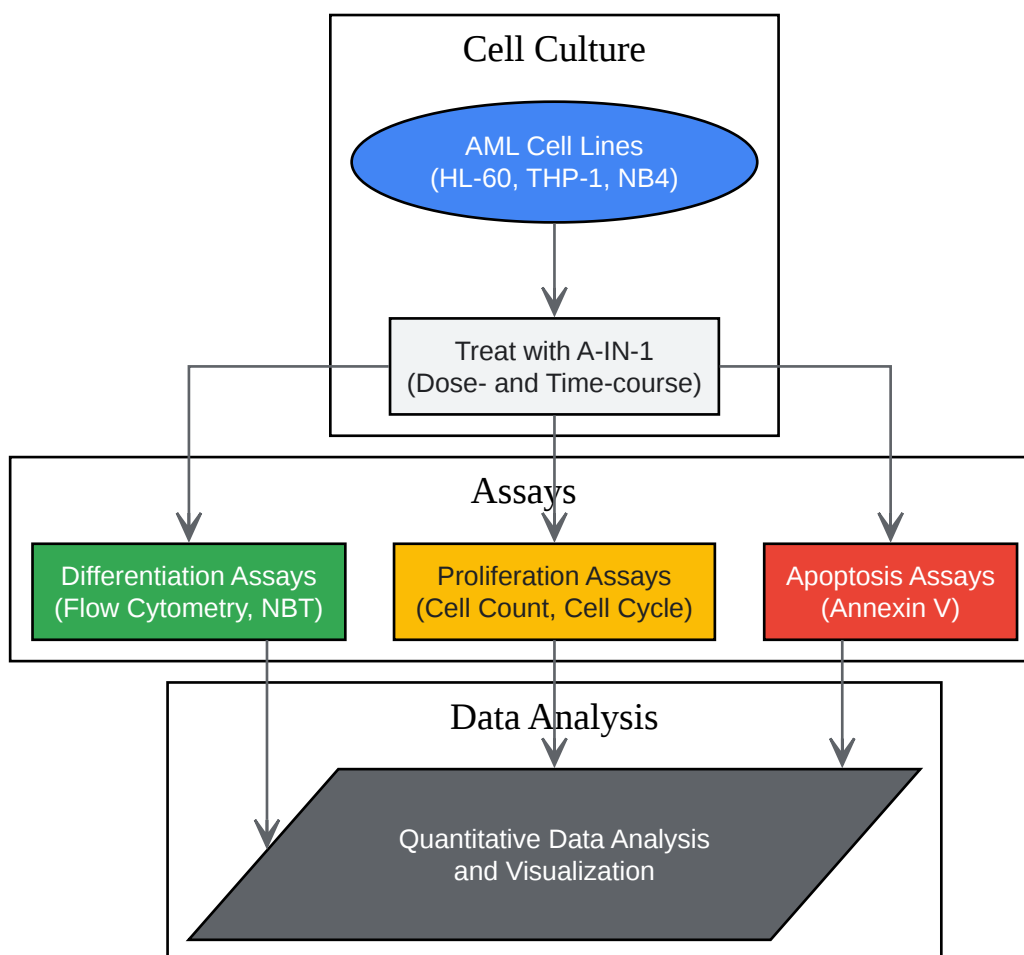 Cell Culture
AML Cell Lines
(HL-60, THP-1, NB4)
Treat with A-IN-1
(Dose- and Time-course)
Assays
Differentiation Assays
(Flow Cytometry, NBT)
Proliferation Assays
(Cell Count, Cell Cycle)
Apoptosis Assays
(Annexin V)
Data Analysis
Quantitative Data Analysis
and Visualization